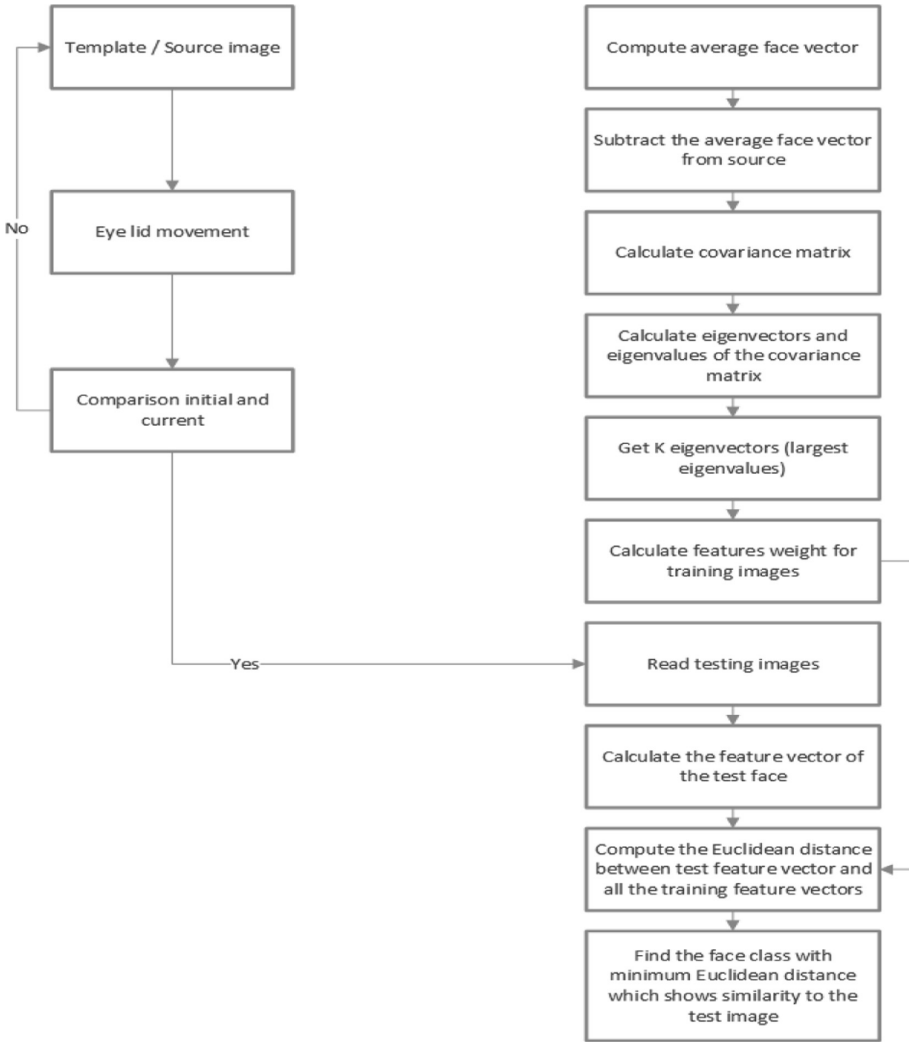 Template / Source image
Eye lid movement
No
Comparison initial and
current
Yes
Compute average face vector
Subtract the average face vector
from source
Calculate covariance matrix
Calculate eigenvectors and
eigenvalues of the covariance
matrix
Get K eigenvectors (largest
eigenvalues)
Calculate features weight for
training images
Read testing images
Calculate the feature vector of
the test face
Compute the Euclidean distance
between test feature vector and
all the training feature vectors
Find the face class with
minimum Euclidean distance
which shows similarity to the
test image